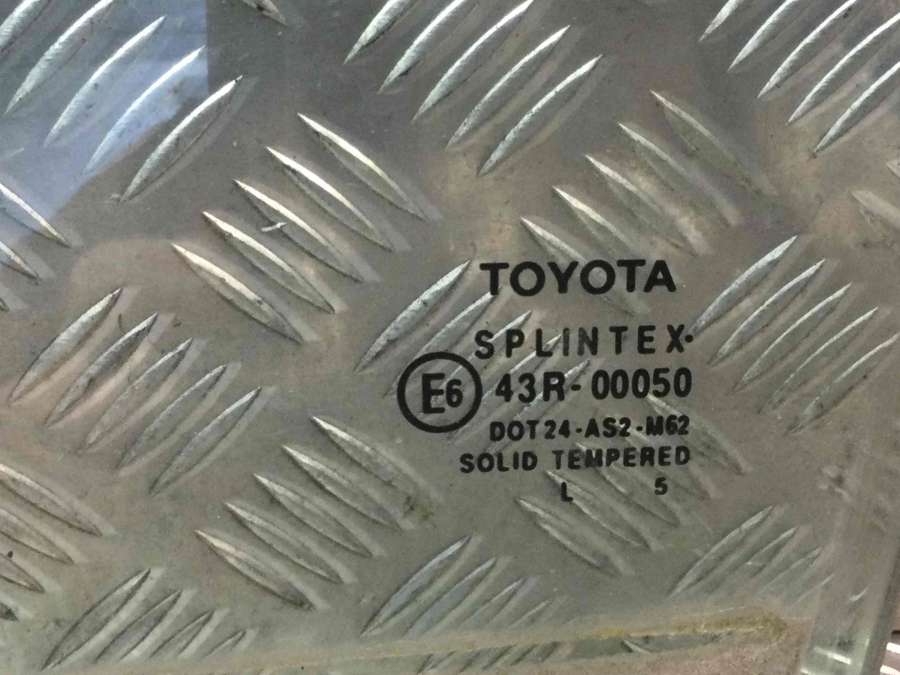 TOYOTA
SPLINTEX
E6 43R-00050
DOT24-AS2-M62
SOLID TEMPERED
L 5